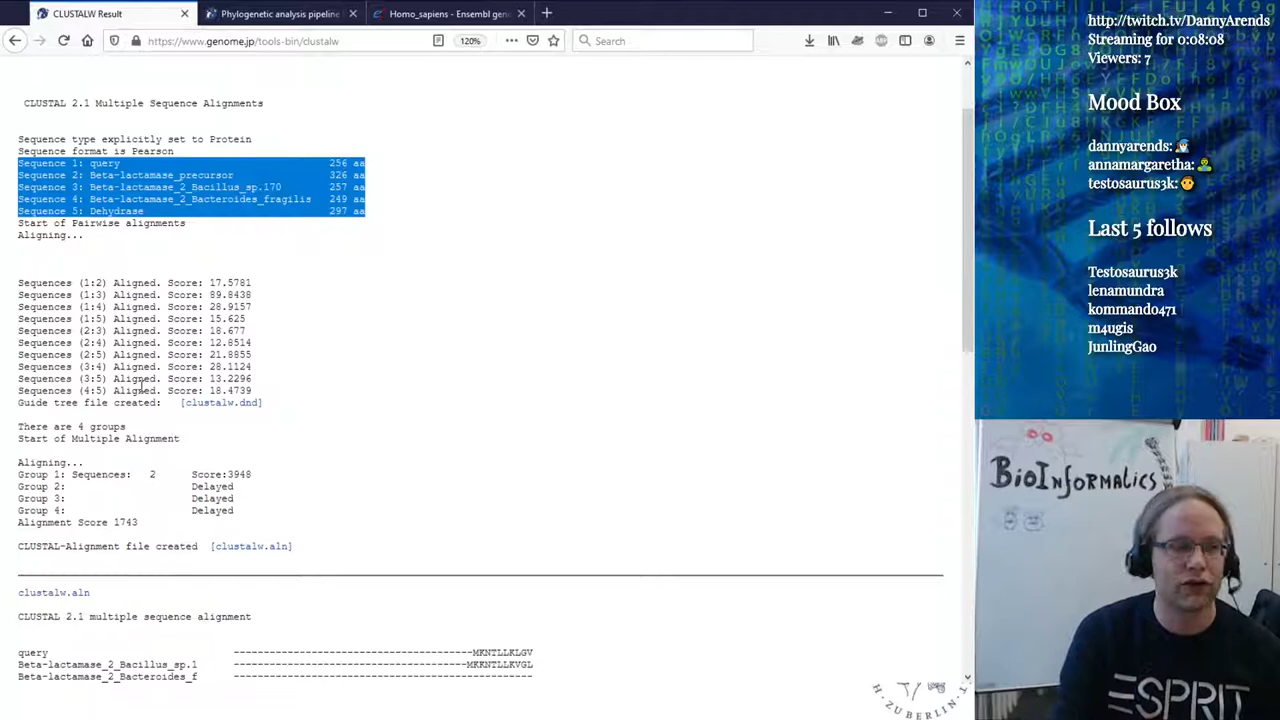 CLUSTALW Result
Phylogenetic analysis pipeline
Homo_sapiens - Ensembl geno
https://www.genome.jp/tools-bin/clustalw
120%
Search
CLUSTAL 2.1 Multiple Sequence Alignments
Sequence type explicitly set to Protein
Sequence format is Pearson
Sequence 1: query 256 aa
Sequence 2: Beta-lactamase_precursor 326 aa
Sequence 3: Beta-lactamase_2_Bacillus_sp.170 257 aa
Sequence 4: Beta-lactamase_2_Bacteroides_fragilis 249 aa
Sequence 5: Dehydrase 297 aa
Start of Pairwise alignments
Aligning...
Sequences (1:2) Aligned. Score: 17.5781
Sequences (1:3) Aligned. Score: 89.8438
Sequences (1:4) Aligned. Score: 28.9157
Sequences (1:5) Aligned. Score: 15.625
Sequences (2:3) Aligned. Score: 18.677
Sequences (2:4) Aligned. Score: 12.8514
Sequences (2:5) Aligned. Score: 21.8855
Sequences (3:4) Aligned. Score: 28.1124
Sequences (3:5) Aligned. Score: 13.2296
Sequences (4:5) Aligned. Score: 18.4739
Guide tree file created: [clustalw.dnd]
There are 4 groups
Start of Multiple Alignment
Aligning...
Group 1: Sequences: 2 Score:3948
Group 2: Delayed
Group 3: Delayed
Group 4: Delayed
Alignment Score 1743
CLUSTAL-Alignment file created [clustalw.aln]
clustalw.aln
CLUSTAL 2.1 multiple sequence alignment
query ----------------------------------------MKNTLLKLGV
Beta-lactamase_2_Bacillus_sp.1 ---------------------------------------MKKNTLLKVGL
Beta-lactamase_2_Bacteroides_f --------------------------------------------------
http://twitch.tv/DannyArends
Streaming for 0:08:08
Viewers: 7
Mood Box
dannyarends:
annamargaretha:
testosaurus3k:
Last 5 follows
Testosaurus3k
lenamundra
kommando471
m4ugis
JunlingGao
BioInformatics
ESPRIT
H·ZU BERLIN·T